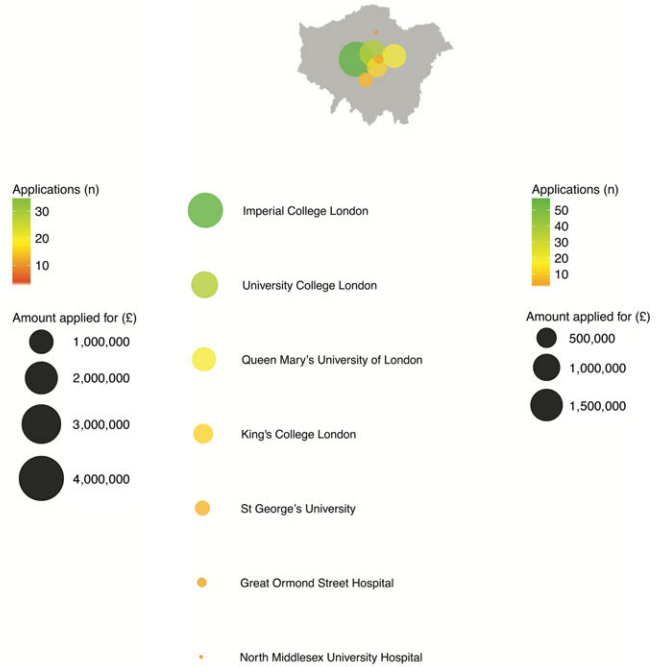 Applications (n)
30
20
10
Amount applied for (£)
1,000,000
2,000,000
3,000,000
4,000,000
Imperial College London
University College London
Queen Mary's University of London
King's College London
St George's University
Great Ormond Street Hospital
North Middlesex University Hospital
Applications (n)
50
40
30
20
10
Amount applied for (£)
500,000
1,000,000
1,500,000